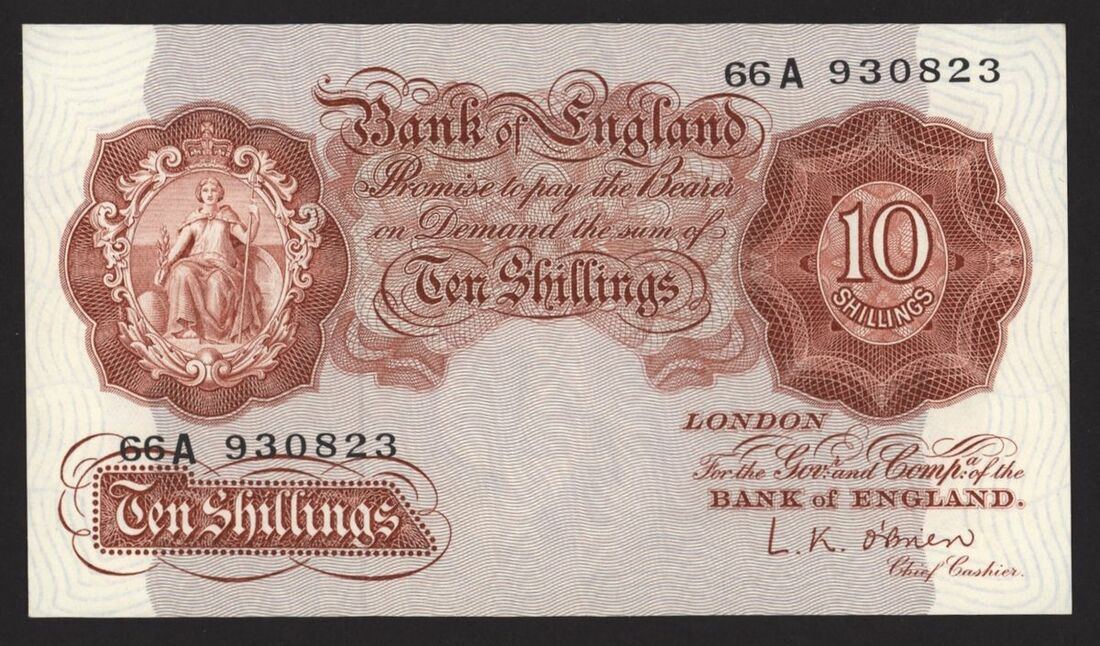 66A 930823
Bank of England
Promise to pay the Bearer
on Demand the sum of
Ten Shillings
10
SHILLINGS
66A 930823
Ten Shillings
LONDON
For the Govr. and Compa. of the
BANK of ENGLAND.
L.K. O'Brien
Chief Cashier.